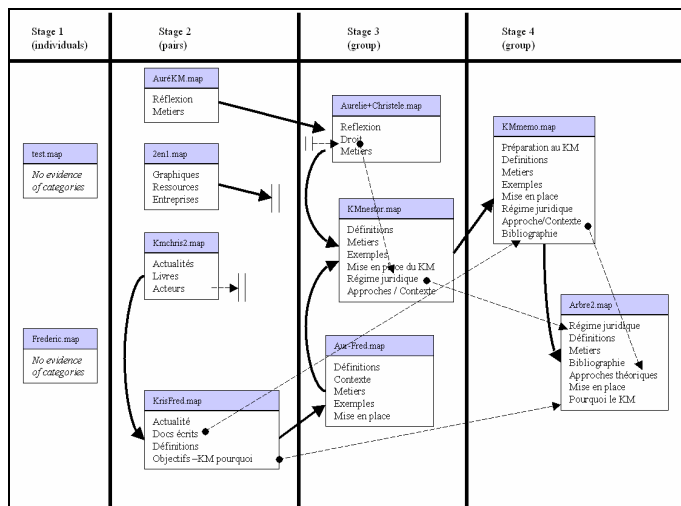 Stage 1
(individuals)
Stage 2
(pairs)
Stage 3
(group)
Stage 4
(group)
test.map
No evidence
of categories
Frederic.map
No evidence
of categories
AuréKM.map
Réflexion
Metiers
2en1.map
Graphiques
Ressources
Entreprises
Kmchris2.map
Actualités
Livres
Acteurs
KrisFred.map
Actualité
Docs écrits
Définitions
Objectifs –KM pourquoi
Aurelie+Christele.map
Reflexion
Droit
Metiers
KMnestor.map
Définitions
Metiers
Exemples
Mise en place du KM
Régime juridique
Approches / Contexte
Aur-Fred.map
Définitions
Contexte
Metiers
Exemples
Mise en place
KMmemo.map
Préparation au KM
Definitions
Metiers
Exemples
Mise en place
Régime juridique
Approche/Contexte
Bibliographie
Arbre2.map
Régime juridique
Définitions
Metiers
Bibliographie
Approches théoriques
Mise en place
Pourquoi le KM